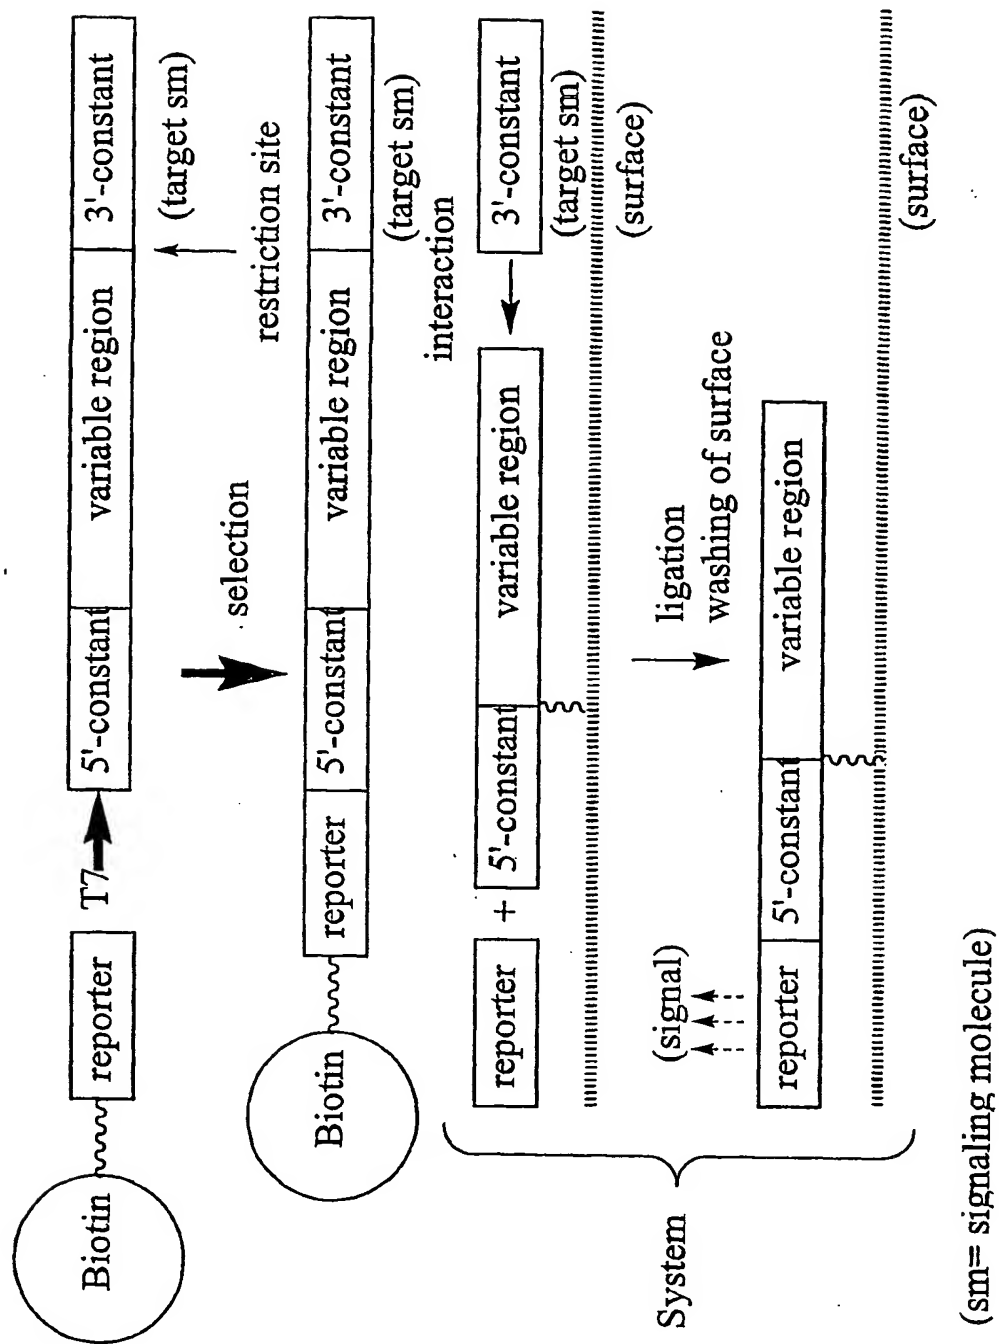 Biotin reporter T7 5'-constant variable region 3'-constant
(target sm)
restriction site
selection
Biotin reporter 5'-constant variable region 3'-constant
(target sm)
interaction
reporter + 5'-constant variable region 3'-constant
(target sm)
(surface)
ligation
washing of surface
(signal)
reporter 5'-constant variable region
(surface)
System
(sm= signaling molecule)